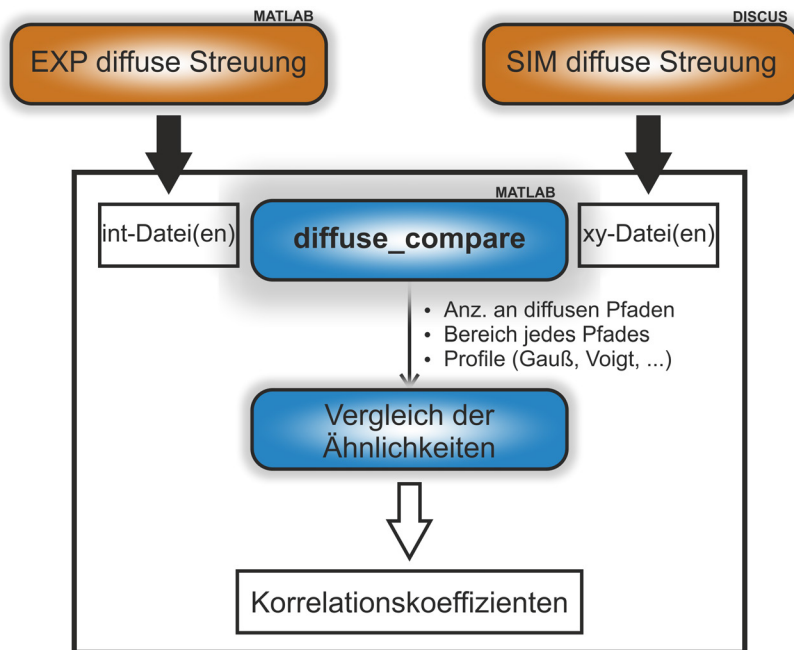 MATLAB
EXP diffuse Streuung
DISCUS
SIM diffuse Streuung
int-Datei(en)
MATLAB
diffuse_compare
xy-Datei(en)
• Anz. an diffusen Pfaden
• Bereich jedes Pfades
• Profile (Gauß, Voigt, ...)
Vergleich der
Ähnlichkeiten
Korrelationskoeffizienten